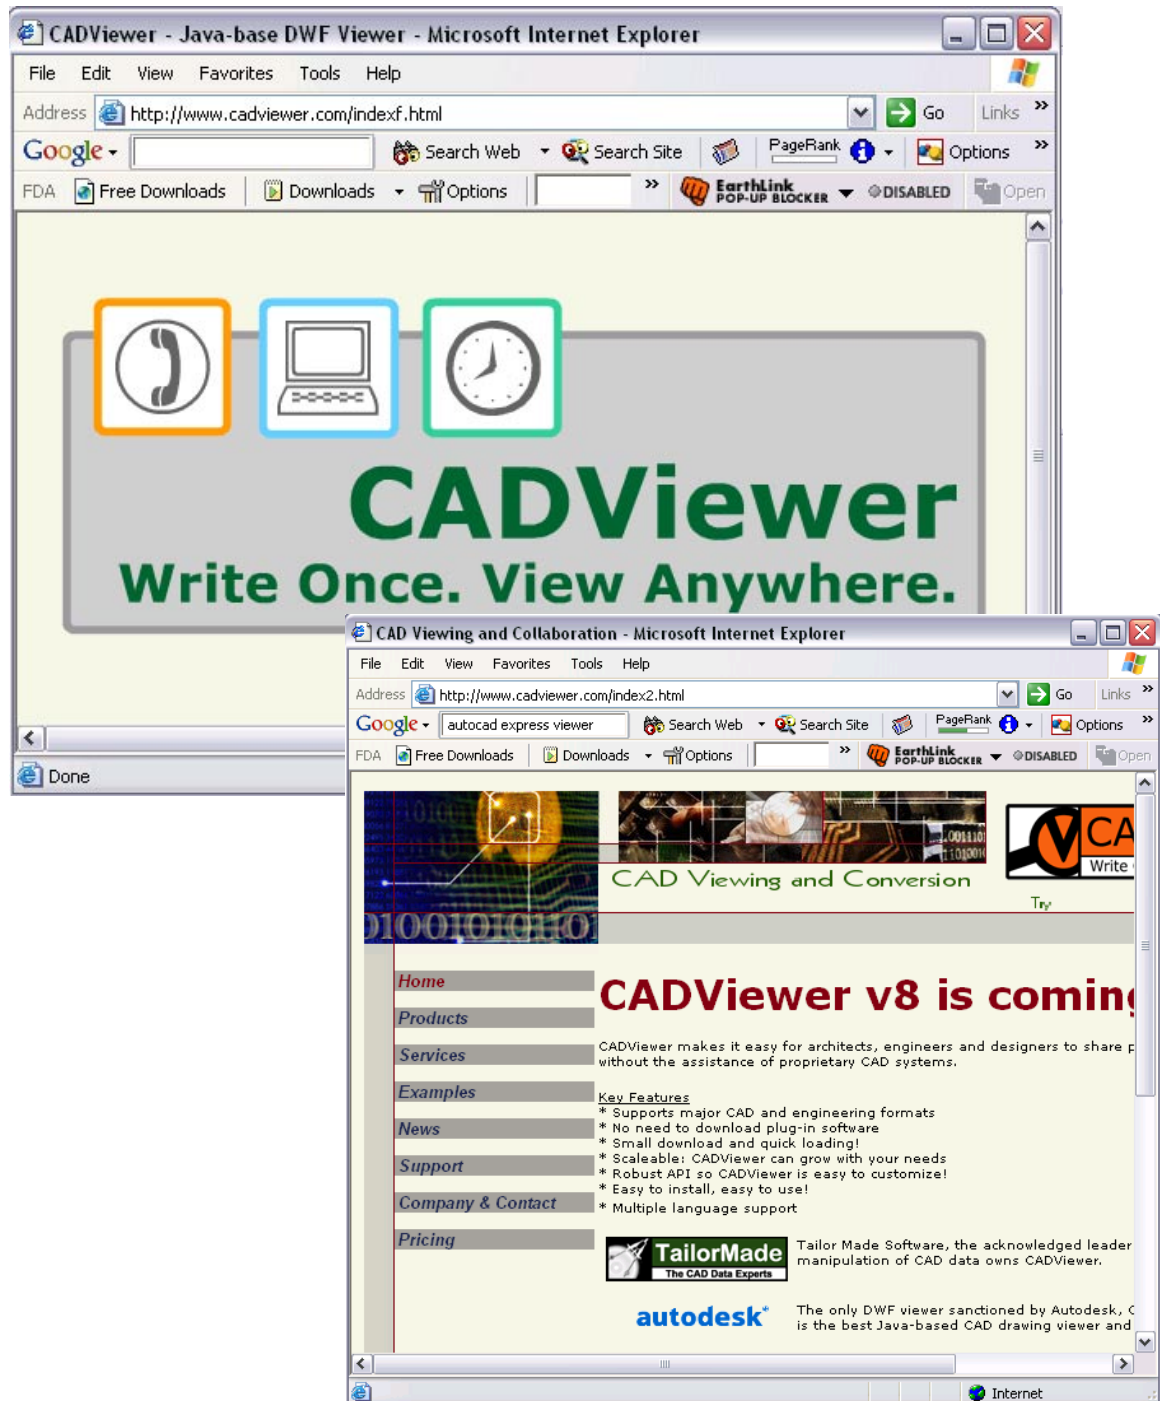 CADViewer - Java-base DWF Viewer - Microsoft Internet Explorer
File Edit View Favorites Tools Help
Address http://www.cadviewer.com/indexf.html Go Links »
Google Search Web Search Site PageRank Options »
FDA Free Downloads Downloads Options » EarthLink POP-UP BLOCKER DISABLED Open
CADViewer
Write Once. View Anywhere.
Done
CAD Viewing and Collaboration - Microsoft Internet Explorer
File Edit View Favorites Tools Help
Address http://www.cadviewer.com/index2.html Go Links »
Google autocad express viewer Search Web Search Site PageRank Options »
FDA Free Downloads Downloads Options » EarthLink POP-UP BLOCKER DISABLED Open
CAD Viewing and Conversion
VCA
Write
Try
01001010110
Home
Products
Services
Examples
News
Support
Company & Contact
Pricing
CADViewer v8 is coming
CADViewer makes it easy for architects, engineers and designers to share p
without the assistance of proprietary CAD systems.
Key Features
* Supports major CAD and engineering formats
* No need to download plug-in software
* Small download and quick loading!
* Scaleable: CADViewer can grow with your needs
* Robust API so CADViewer is easy to customize!
* Easy to install, easy to use!
* Multiple language support
TailorMade
The CAD Data Experts
Tailor Made Software, the acknowledged leader
manipulation of CAD data owns CADViewer.
autodesk*
The only DWF viewer sanctioned by Autodesk, C
is the best Java-based CAD drawing viewer and
Internet